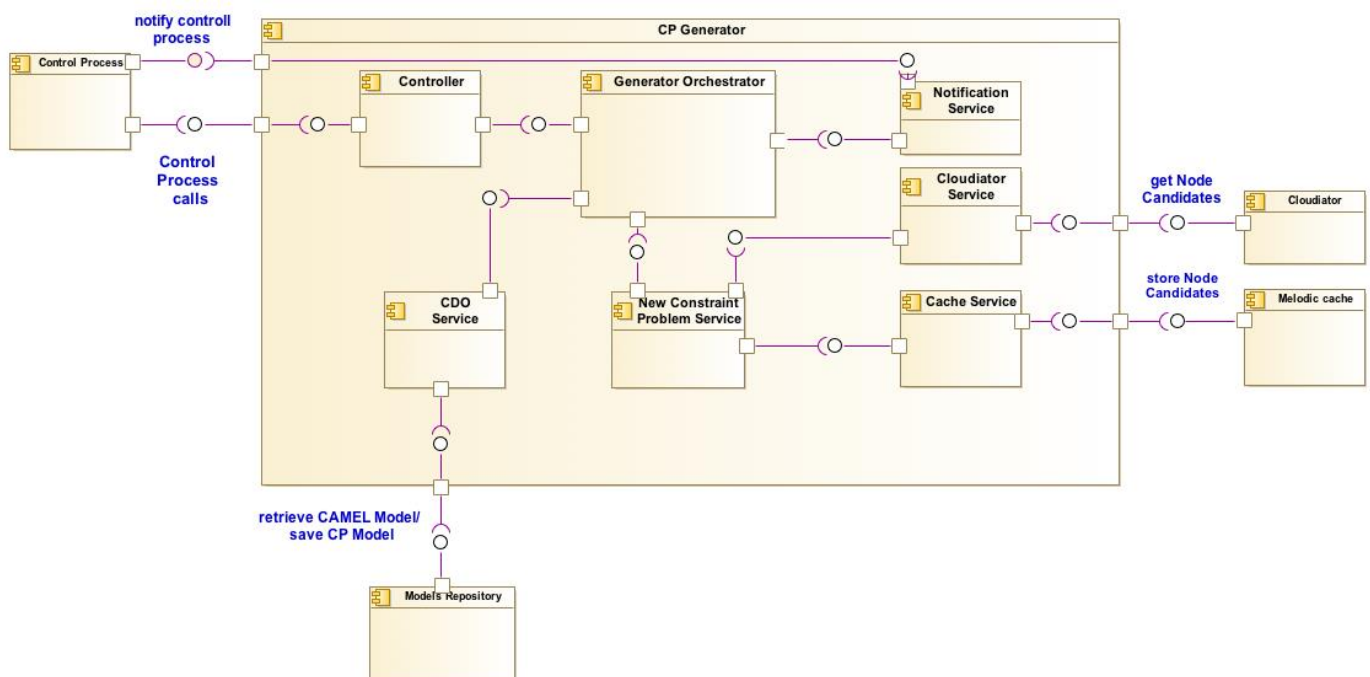 notify controll
process
CP Generator
Control Process
Controller
Generator Orchestrator
Notification
Service
Control
Process
calls
Cloudiator
Service
get Node
Candidates
Cloudiator
CDO
Service
New Constraint
Problem Service
Cache Service
store Node
Candidates
Melodic cache
retrieve CAMEL Model/
save CP Model
Models Repository